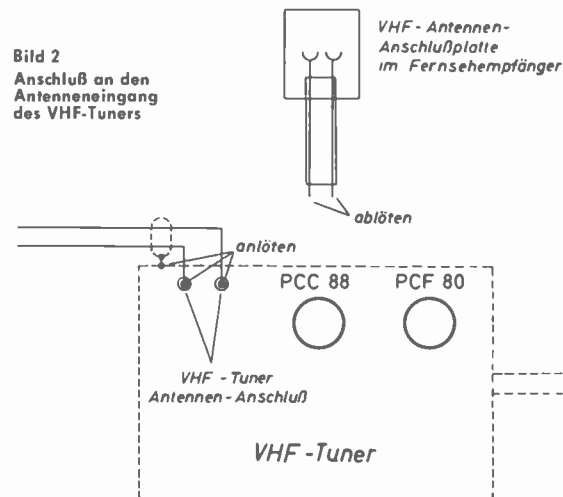 Bild 2
Anschluß an den
Antenneneingang
des VHF-Tuners
VHF-Antennen-
Anschlußplatte
im Fernsehempfänger
ablöten
anlöten
PCC 88
PCF 80
VHF-Tuner
Antennen-Anschluß
VHF-Tuner